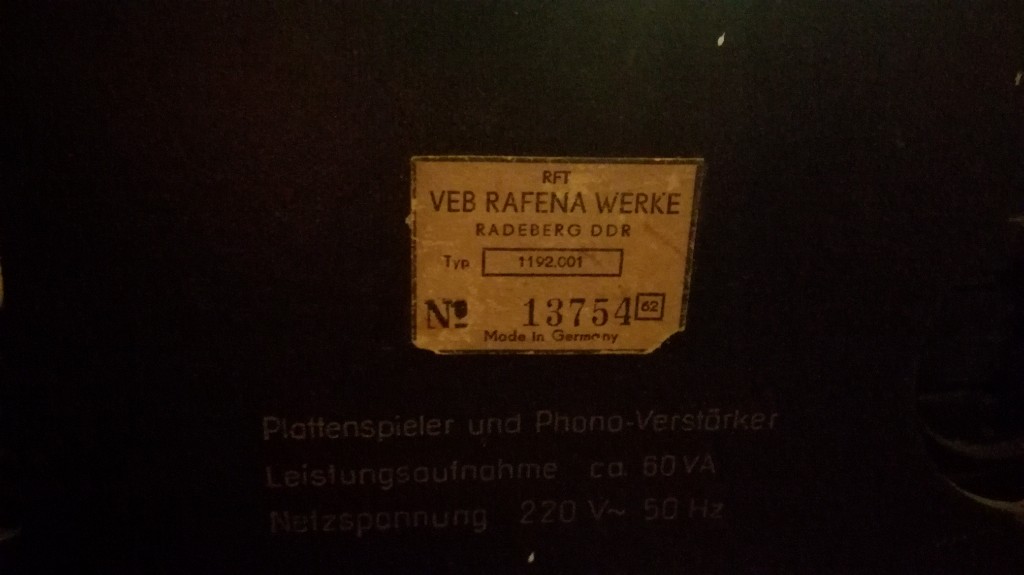 RFT
VEB RAFENA WERKE
RADEBERG DDR
Typ 1192.001
Nº 13754 62
Made in Germany
Plattenspieler und Phono-Verstärker
Leistungsaufnahme ca 60 VA
Netzspannung 220 V~ 50 Hz